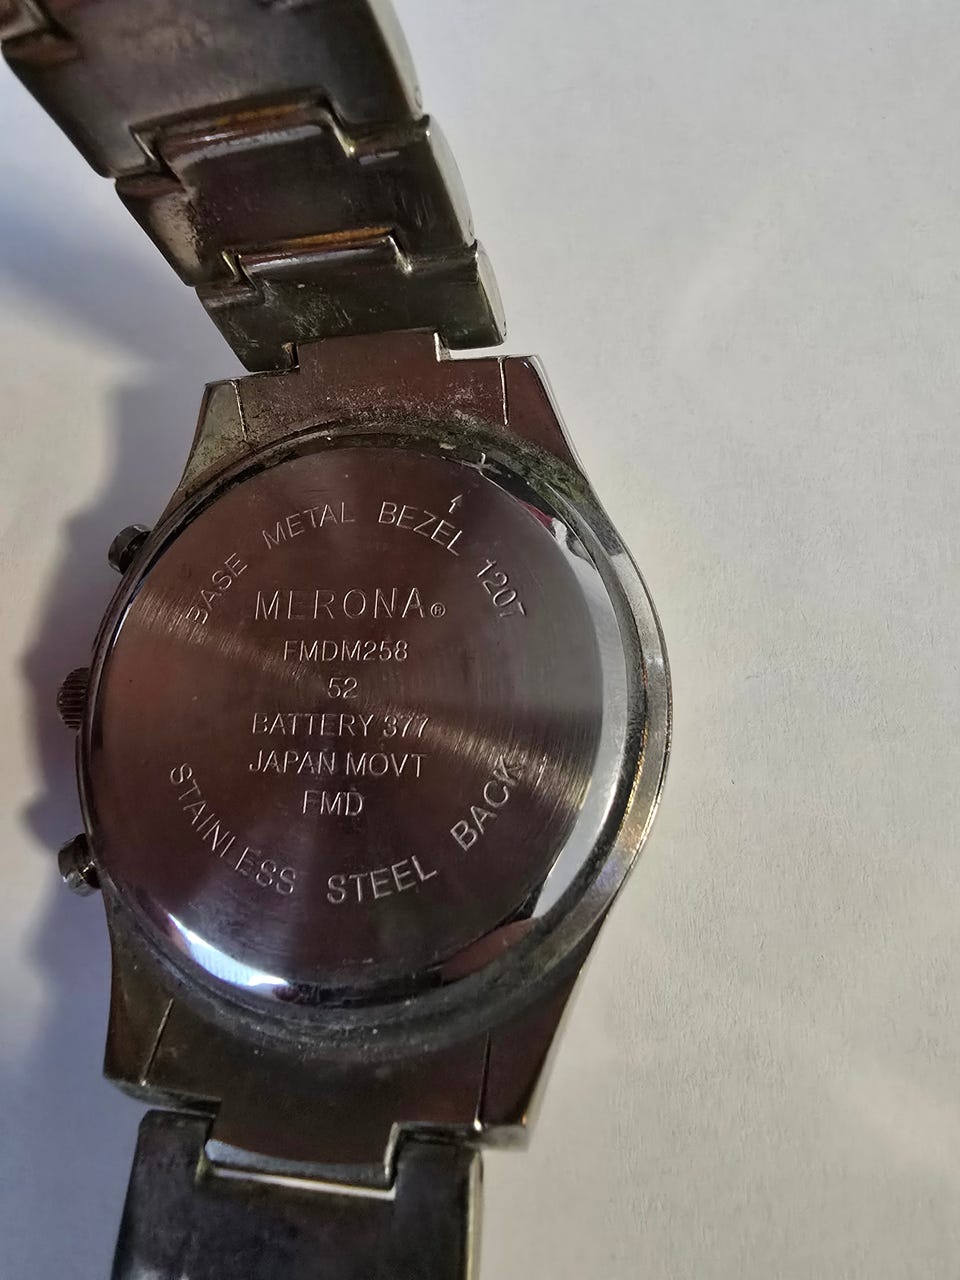 BASE METAL BEZEL 1207
MERONA®
FMDM258
52
BATTERY 377
JAPAN MOVT
FMD
STAINLESS STEEL BACK